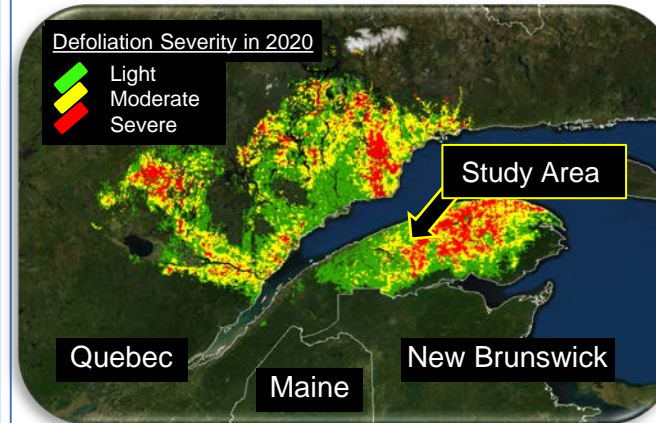 Defoliation Severity in 2020
Light
Moderate
Severe
Study Area
Quebec
Maine
New Brunswick